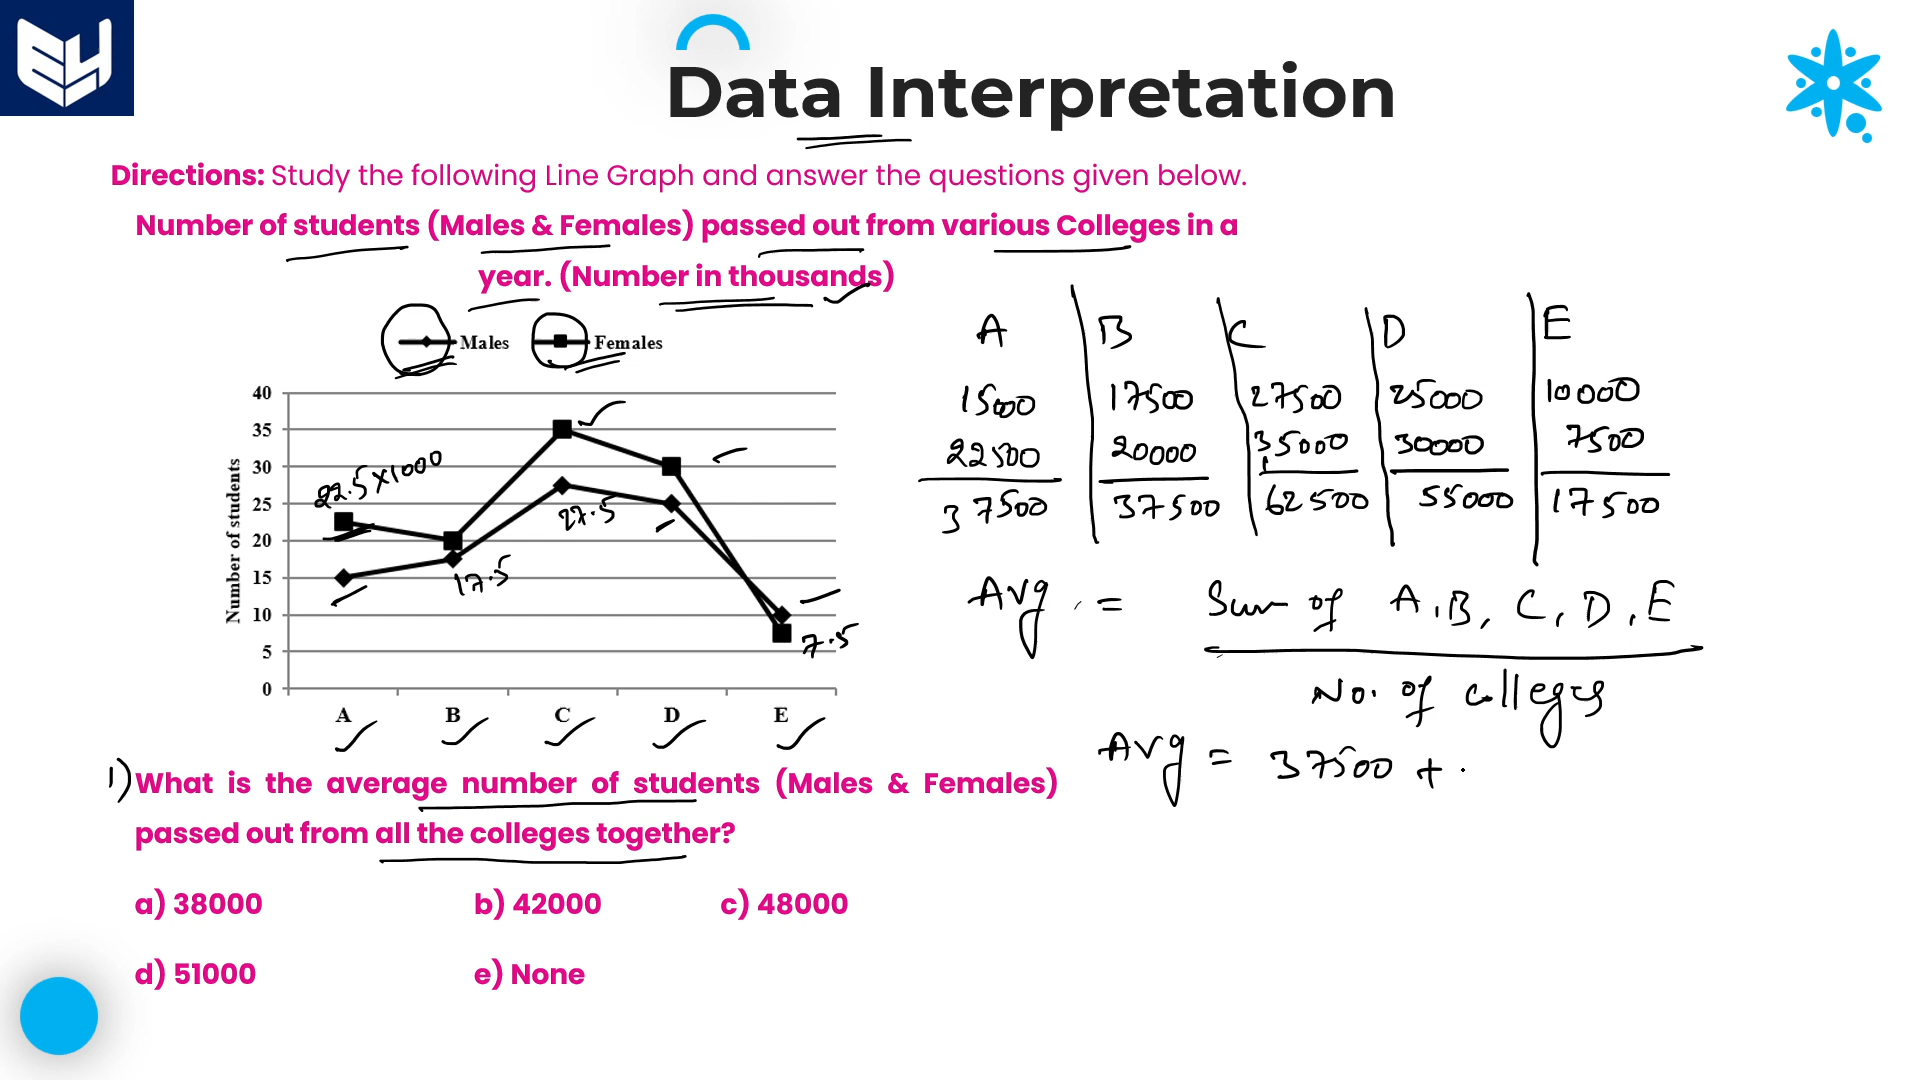 EY
Data Interpretation
Directions: Study the following Line Graph and answer the questions given below.
Number of students (Males & Females) passed out from various Colleges in a
year. (Number in thousands)
Males Females
40
35
30
25
20
15
10
5
0
Number of students
22.5x1000
17.5
27.5
7.5
A B C D E
A B C D E
15000 17500 27500 25000 10000
22500 20000 35000 30000 7500
37500 37500 62500 55000 17500
Avg. = Sum of A, B, C, D, E
No. of colleges
Avg = 37500 + .
1) What is the average number of students (Males & Females)
passed out from all the colleges together?
a) 38000 b) 42000 c) 48000
d) 51000 e) None